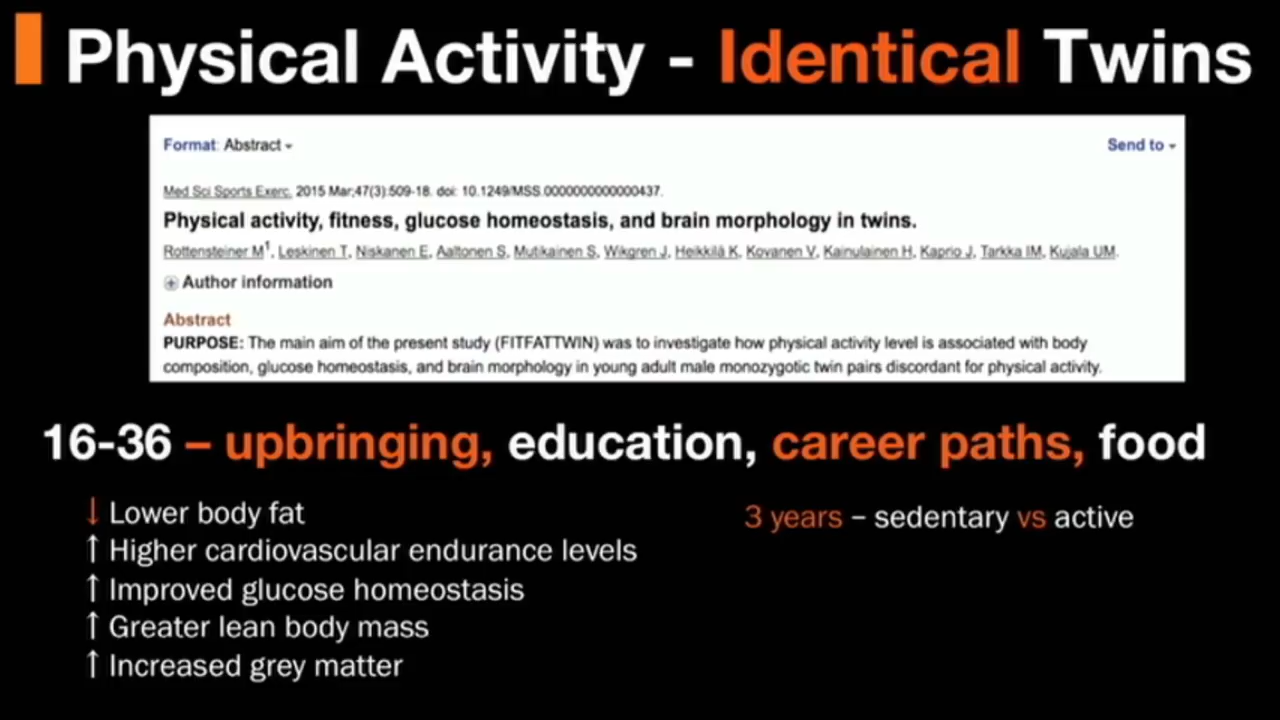 Physical Activity - Identical Twins
Format: Abstract
Send to
Med Sci Sports Exerc. 2015 Mar;47(3):509-18. doi: 10.1249/MSS.0000000000000437.
Physical activity, fitness, glucose homeostasis, and brain morphology in twins.
Rottensteiner M1, Leskinen T, Niskanen E, Aaltonen S, Mutikainen S, Wikgren J, Heikkilä K, Kovanen V, Kainulainen H, Kaprio J, Tarkka IM, Kujala UM.
Author information
Abstract
PURPOSE: The main aim of the present study (FITFATTWIN) was to investigate how physical activity level is associated with body
composition, glucose homeostasis, and brain morphology in young adult male monozygotic twin pairs discordant for physical activity.
16-36 – upbringing, education, career paths, food
↓ Lower body fat
↑ Higher cardiovascular endurance levels
↑ Improved glucose homeostasis
↑ Greater lean body mass
↑ Increased grey matter
3 years – sedentary vs active